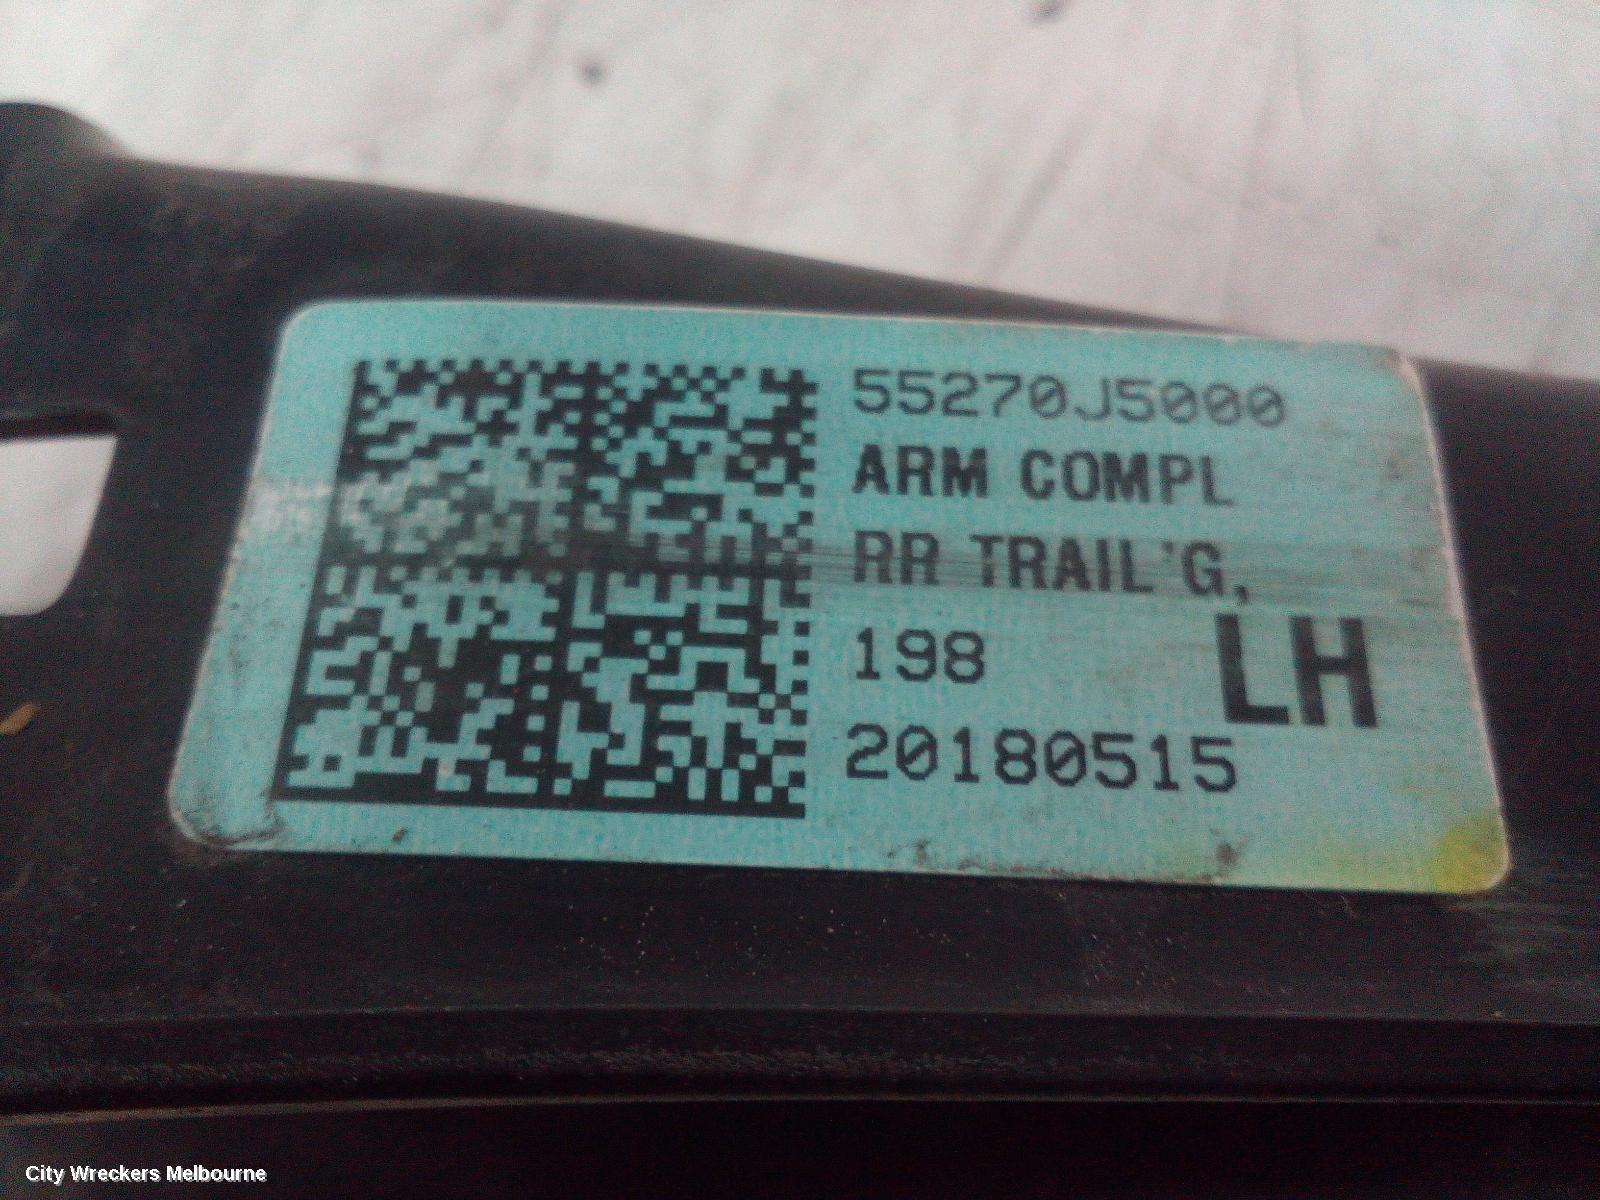 55270J5000
ARM COMPL
RR TRAIL'G,
198 LH
20180515
City Wreckers Melbourne